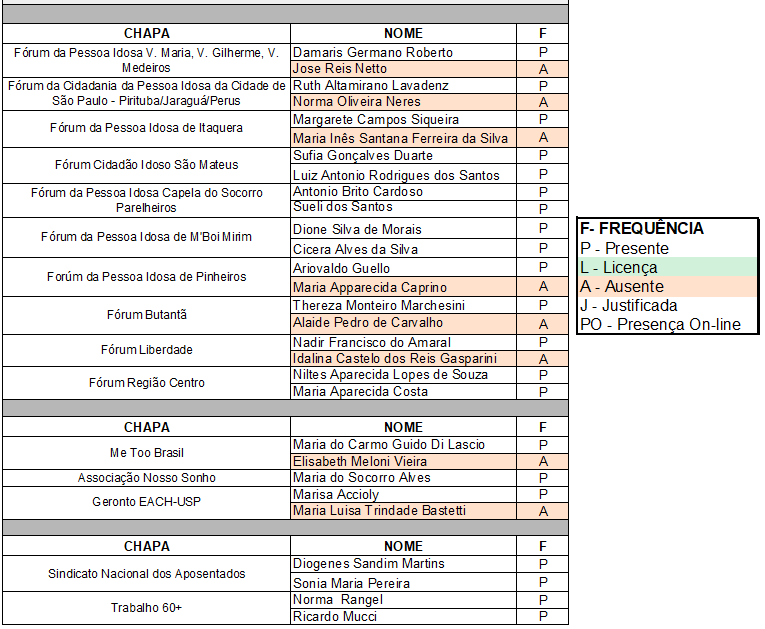 CHAPA NOME F
Fórum da Pessoa Idosa V. Maria, V. Gilherme, V. Medeiros
Damaris Germano Roberto P
Jose Reis Netto A
Fórum da Cidadania da Pessoa Idosa da Cidade de São Paulo - Pirituba/Jaraguá/Perus
Ruth Altamirano Lavadenz P
Norma Oliveira Neres A
Fórum da Pessoa Idosa de Itaquera
Margarete Campos Siqueira P
Maria Inês Santana Ferreira da Silva A
Fórum Cidadão Idoso São Mateus
Sufia Gonçalves Duarte P
Luiz Antonio Rodrigues dos Santos P
Fórum da Pessoa Idosa Capela do Socorro Parelheiros
Antonio Brito Cardoso P
Sueli dos Santos P
Fórum da Pessoa Idosa de M'Boi Mirim
Dione Silva de Morais P
Cicera Alves da Silva P
Forúm da Pessoa Idosa de Pinheiros
Ariovaldo Guello P
Maria Aparecida Caprino A
Fórum Butantã
Thereza Monteiro Marchesini P
Alaide Pedro de Carvalho A
Fórum Liberdade
Nadir Francisco do Amaral P
Idalina Castelo dos Reis Gasparini A
Fórum Região Centro
Niltes Aparecida Lopes de Souza P
Maria Aparecida Costa P
CHAPA NOME F
Me Too Brasil
Maria do Carmo Guido Di Lascio P
Elisabeth Meloni Vieira A
Associação Nosso Sonho Maria do Socorro Alves P
Geronto EACH-USP
Marisa Accioly P
Maria Luisa Trindade Bastetti A
CHAPA NOME F
Sindicato Nacional dos Aposentados
Diogenes Sandim Martins P
Sonia Maria Pereira P
Trabalho 60+
Norma Rangel P
Ricardo Mucci P
F- FREQUÊNCIA
P - Presente
L - Licença
A - Ausente
J - Justificada
PO - Presença On-line